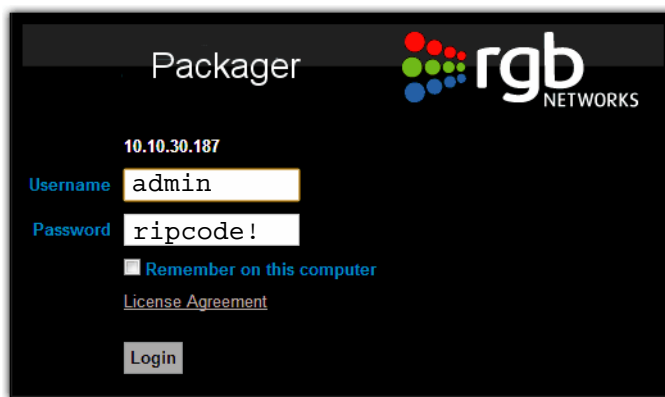 Packager
rgb
NETWORKS
10.10.30.187
Username admin
Password ripcode!
Remember on this computer
License Agreement
Login